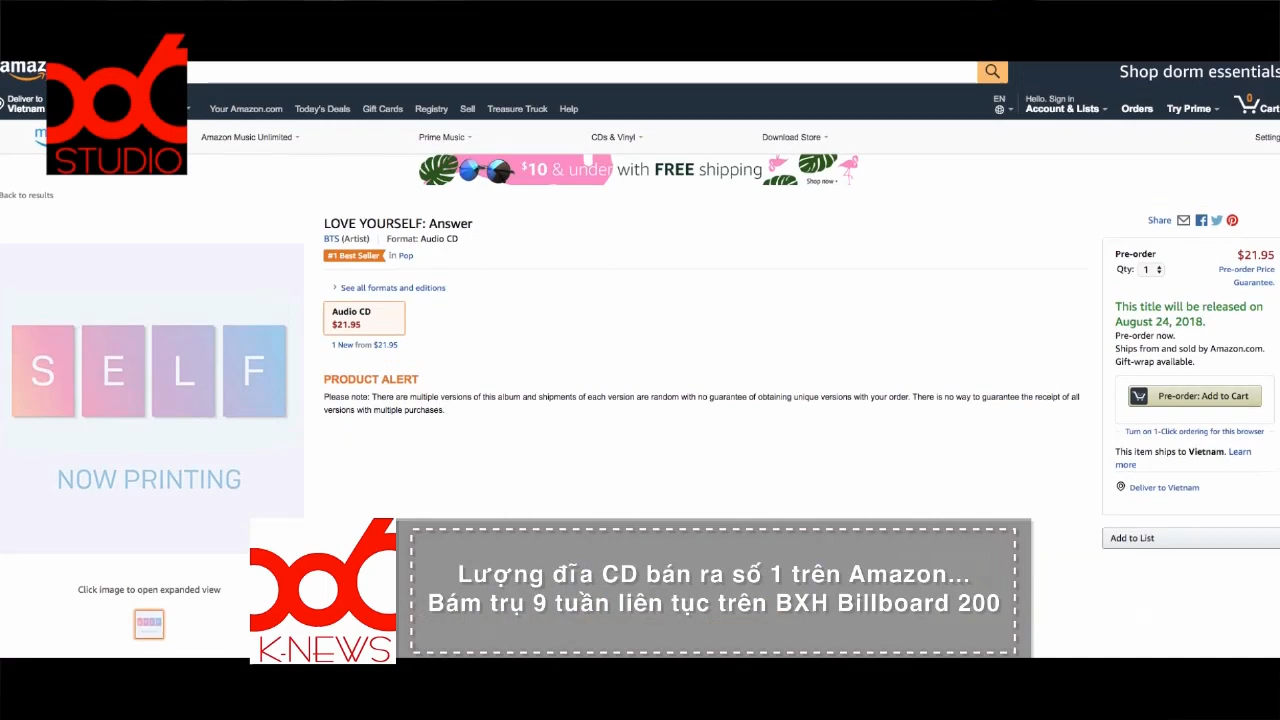 amaz
Shop dorm essentials
Deliver to
Vietnam
Your Amazon.com Today's Deals Gift Cards Registry Sell Treasure Truck Help
EN
Hello. Sign in
Account & Lists
Orders
Try Prime
0
Cart
STUDIO
Amazon Music Unlimited Prime Music CDs & Vinyl Download Store Setting
$10 & under with FREE shipping
Shop now
Back to results
LOVE YOURSELF: Answer
BTS (Artist) | Format: Audio CD
#1 Best Seller in Pop
See all formats and editions
Audio CD
$21.95
1 New from $21.95
PRODUCT ALERT
Please note: There are multiple versions of this album and shipments of each version are random with no guarantee of obtaining unique versions with your order. There is no way to guarantee the receipt of all
versions with multiple purchases.
S E L F
NOW PRINTING
Click image to open expanded view
Share
Pre-order $21.95
Qty: 1 Pre-order Price
Guarantee.
This title will be released on
August 24, 2018.
Pre-order now.
Ships from and sold by Amazon.com.
Gift-wrap available.
Pre-order: Add to Cart
Turn on 1-Click ordering for this browser
This item ships to Vietnam. Learn
more
Deliver to Vietnam
Add to List
K-NEWS
Lượng đĩa CD bán ra số 1 trên Amazon...
Bám trụ 9 tuần liên tục trên BXH Billboard 200